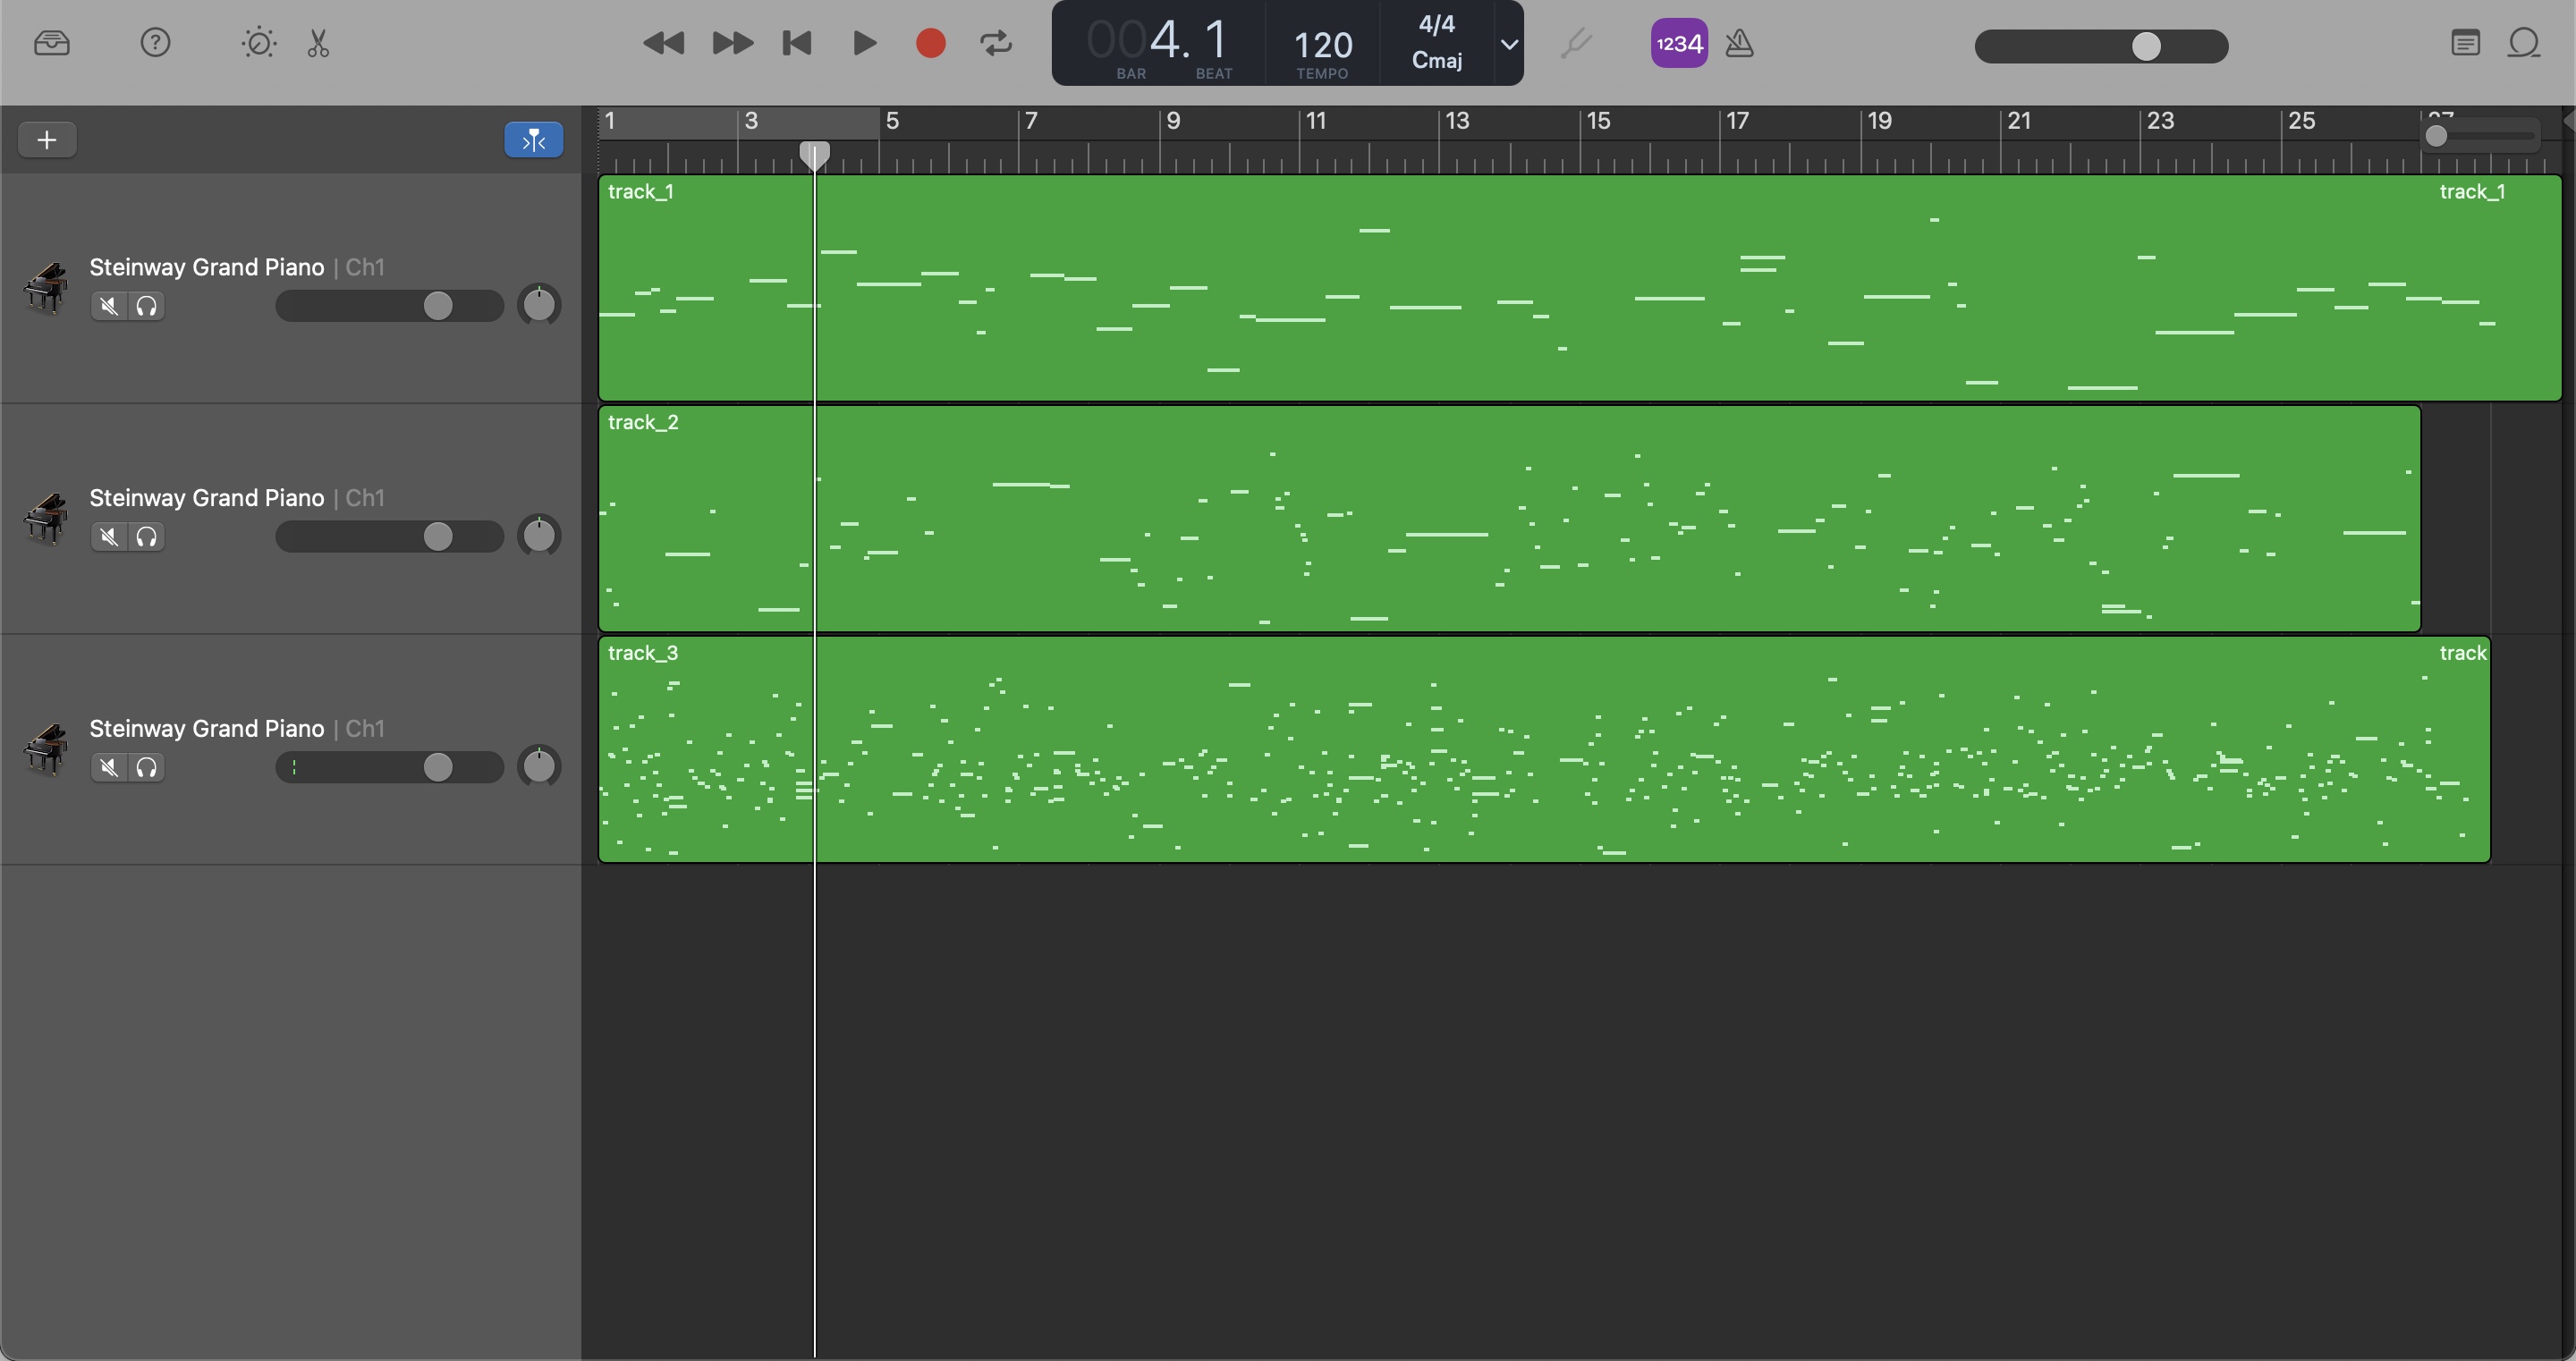 004. 1
BAR BEAT
120
TEMPO
4/4
Cmaj
1234
1 3 5 7 9 11 13 15 17 19 21 23 25 27
track_1 track_1
Steinway Grand Piano | Ch1
track_2
Steinway Grand Piano | Ch1
track_3 track
Steinway Grand Piano | Ch1